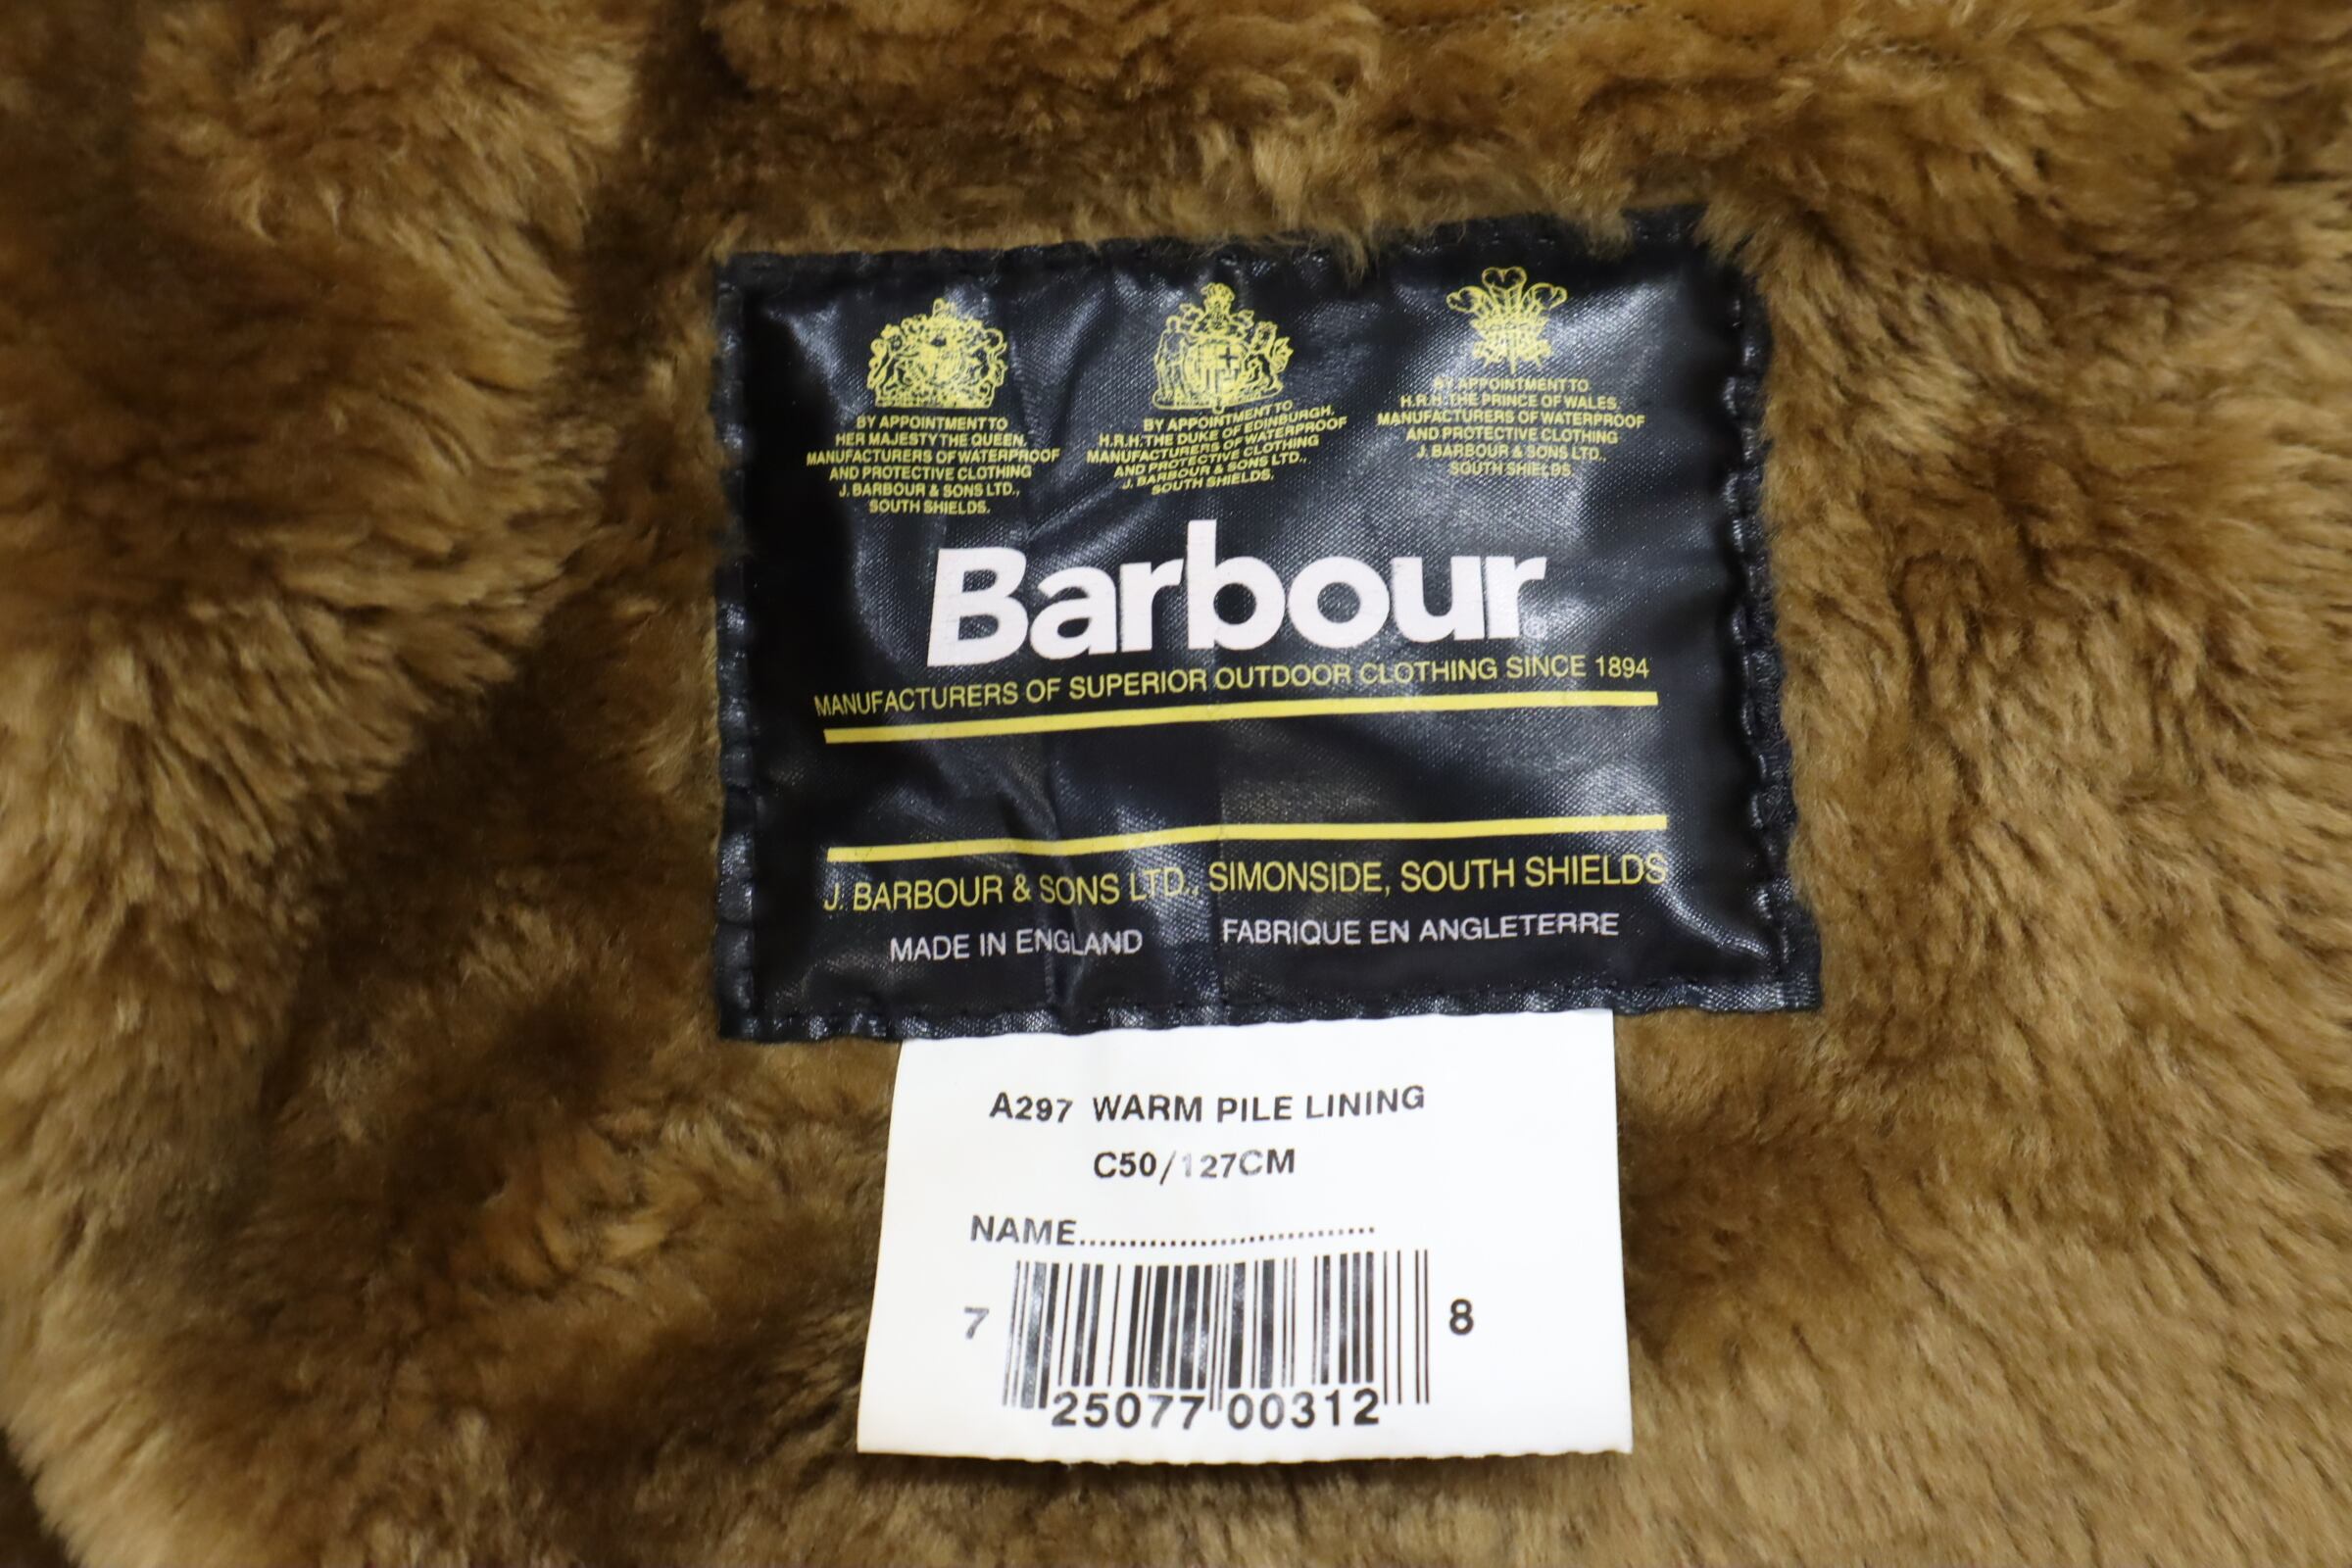 BY APPOINTMENT TO
HER MAJESTY THE QUEEN,
MANUFACTURERS OF WATERPROOF
AND PROTECTIVE CLOTHING
J. BARBOUR & SONS LTD.,
SOUTH SHIELDS.
BY APPOINTMENT TO
H.R.H. THE DUKE OF EDINBURGH,
MANUFACTURERS OF WATERPROOF
AND PROTECTIVE CLOTHING
J. BARBOUR & SONS LTD.,
SOUTH SHIELDS.
BY APPOINTMENT TO
H.R.H. THE PRINCE OF WALES,
MANUFACTURERS OF WATERPROOF
AND PROTECTIVE CLOTHING
J. BARBOUR & SONS LTD.,
SOUTH SHIELDS
Barbour®
MANUFACTURERS OF SUPERIOR OUTDOOR CLOTHING SINCE 1894
J. BARBOUR & SONS LTD., SIMONSIDE, SOUTH SHIELDS
MADE IN ENGLAND FABRIQUE EN ANGLETERRE
A297 WARM PILE LINING
C50/127CM
NAME..............................
7 25077 00312 8